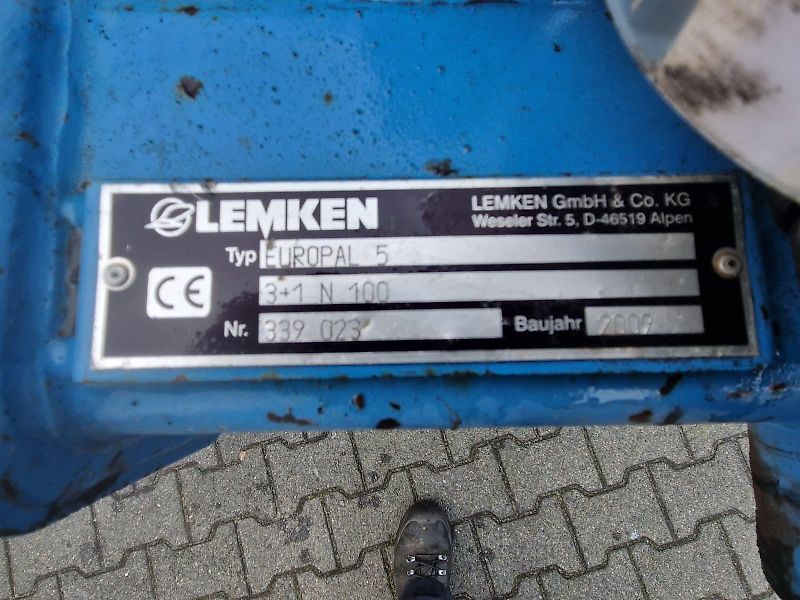 LEMKEN
LEMKEN GmbH & Co. KG
Weseler Str. 5, D-46519 Alpen
Typ EUROPAL 5
3+1 N 100
CE
Nr. 339 023 Baujahr 2009